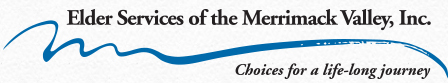 Elder Services of the Merrimack Valley, Inc.
Choices for a life-long journey